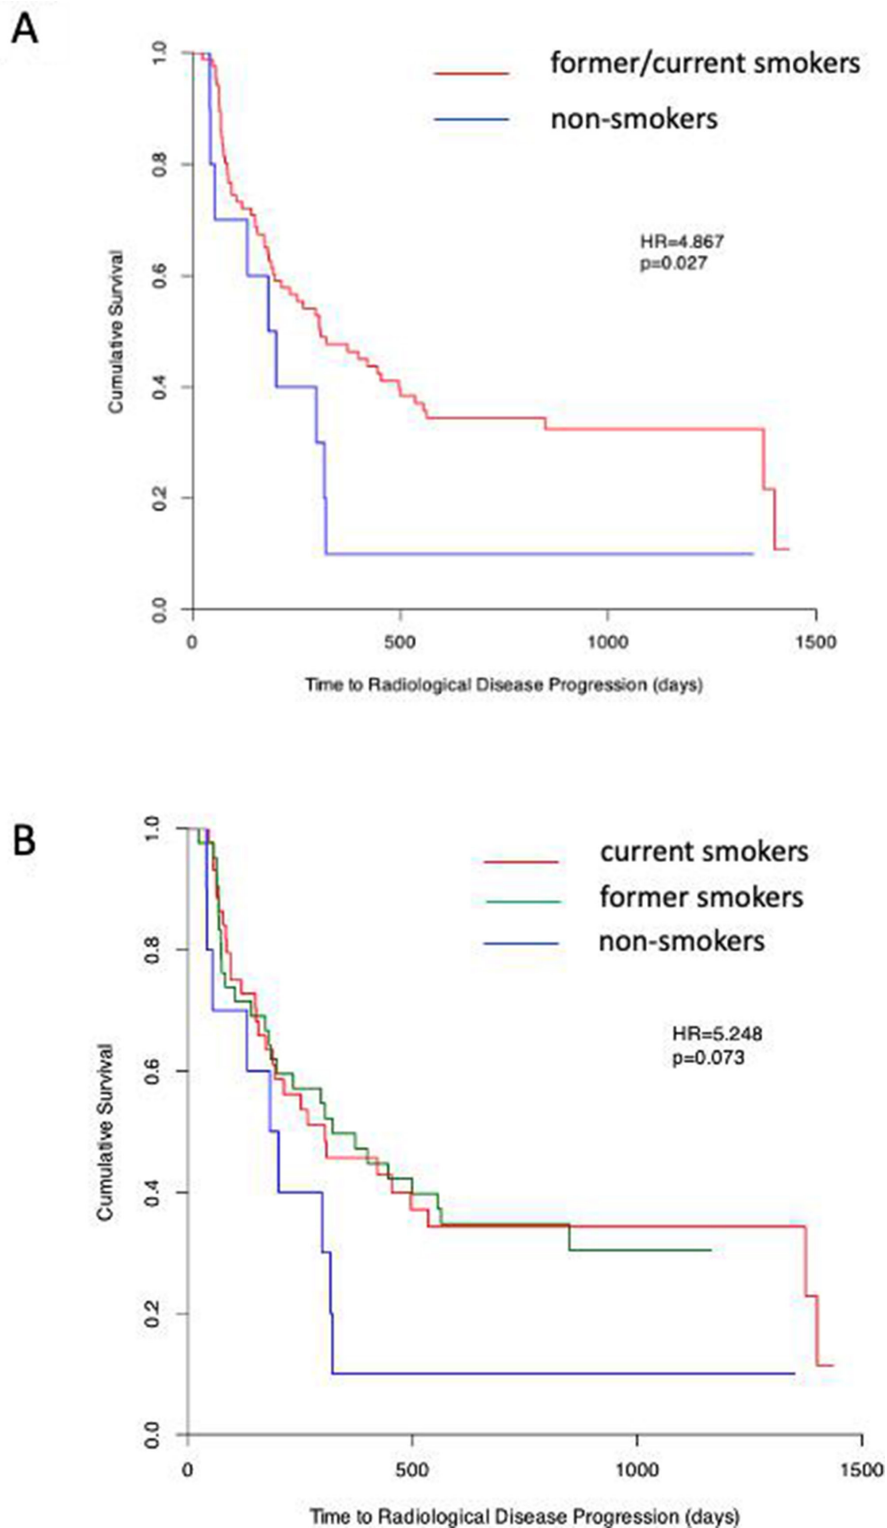 A
1.0
0.8
0.6
0.4
0.2
0.0
Cumulative Survival
former/current smokers
non-smokers
HR=4.867
p=0.027
0 500 1000 1500
Time to Radiological Disease Progression (days)
B
1.0
0.8
0.6
0.4
0.2
0.0
Cumulative Survival
current smokers
former smokers
non-smokers
HR=5.248
p=0.073
0 500 1000 1500
Time to Radiological Disease Progression (days)